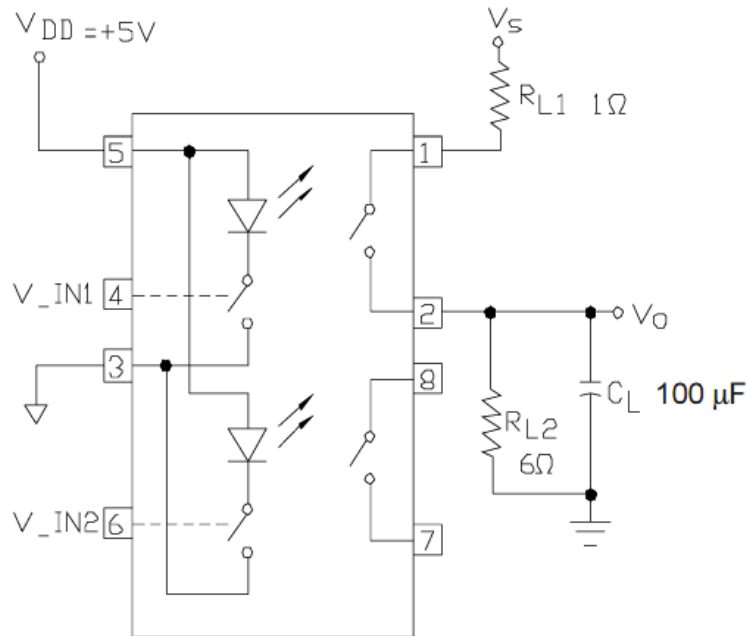 V_DD=+5V
V_S
R_L1 1Ω
5
1
V_IN1
4
2
V_O
3
8
C_L 100 μF
R_L2
6Ω
V_IN2
6
7